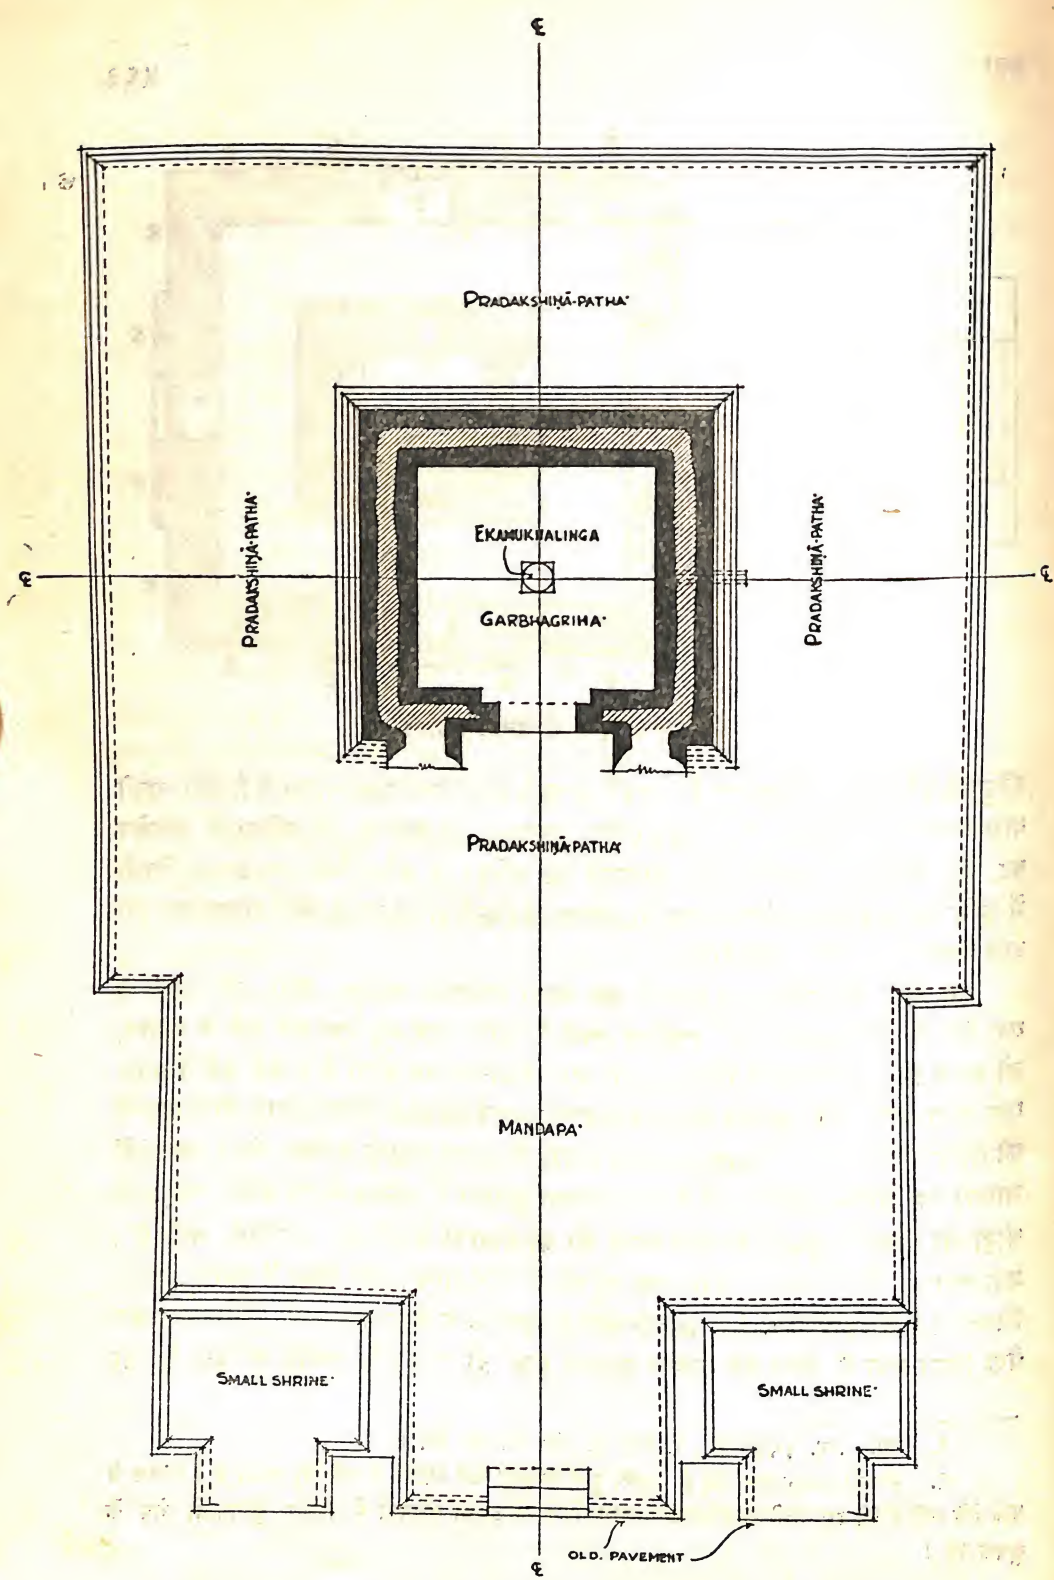 ℄
PRADAKSHIṆĀ-PATHA·
PRADAKSHIṆĀ-PATHA·
EKAMUKHALINGA
PRADAKSHIṆĀ-PATHA·
℄
℄
GARBHAGRIHA·
PRADAKSHIṆĀ-PATHA
MANDAPA·
SMALL SHRINE·
SMALL SHRINE·
OLD. PAVEMENT
℄